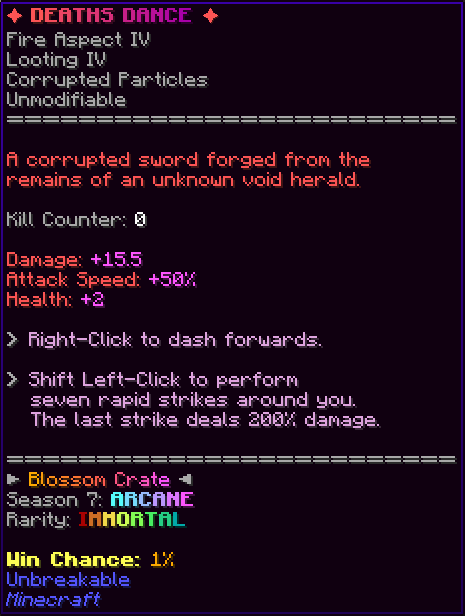 ✦ DEATHS DANCE ✦
Fire Aspect IV
Looting IV
Corrupted Particles
Unmodifiable
=========================
A corrupted sword forged from the
remains of an unknown void herald.
Kill Counter: 0
Damage: +15.5
Attack Speed: +50%
Health: +2
> Right-Click to dash forwards.
> Shift Left-Click to perform
seven rapid strikes around you.
The last strike deals 200% damage.
=========================
► Blossom Crate ◄
Season 7: ARCANE
Rarity: IMMORTAL
Win Chance: 1%
Unbreakable
Minecraft